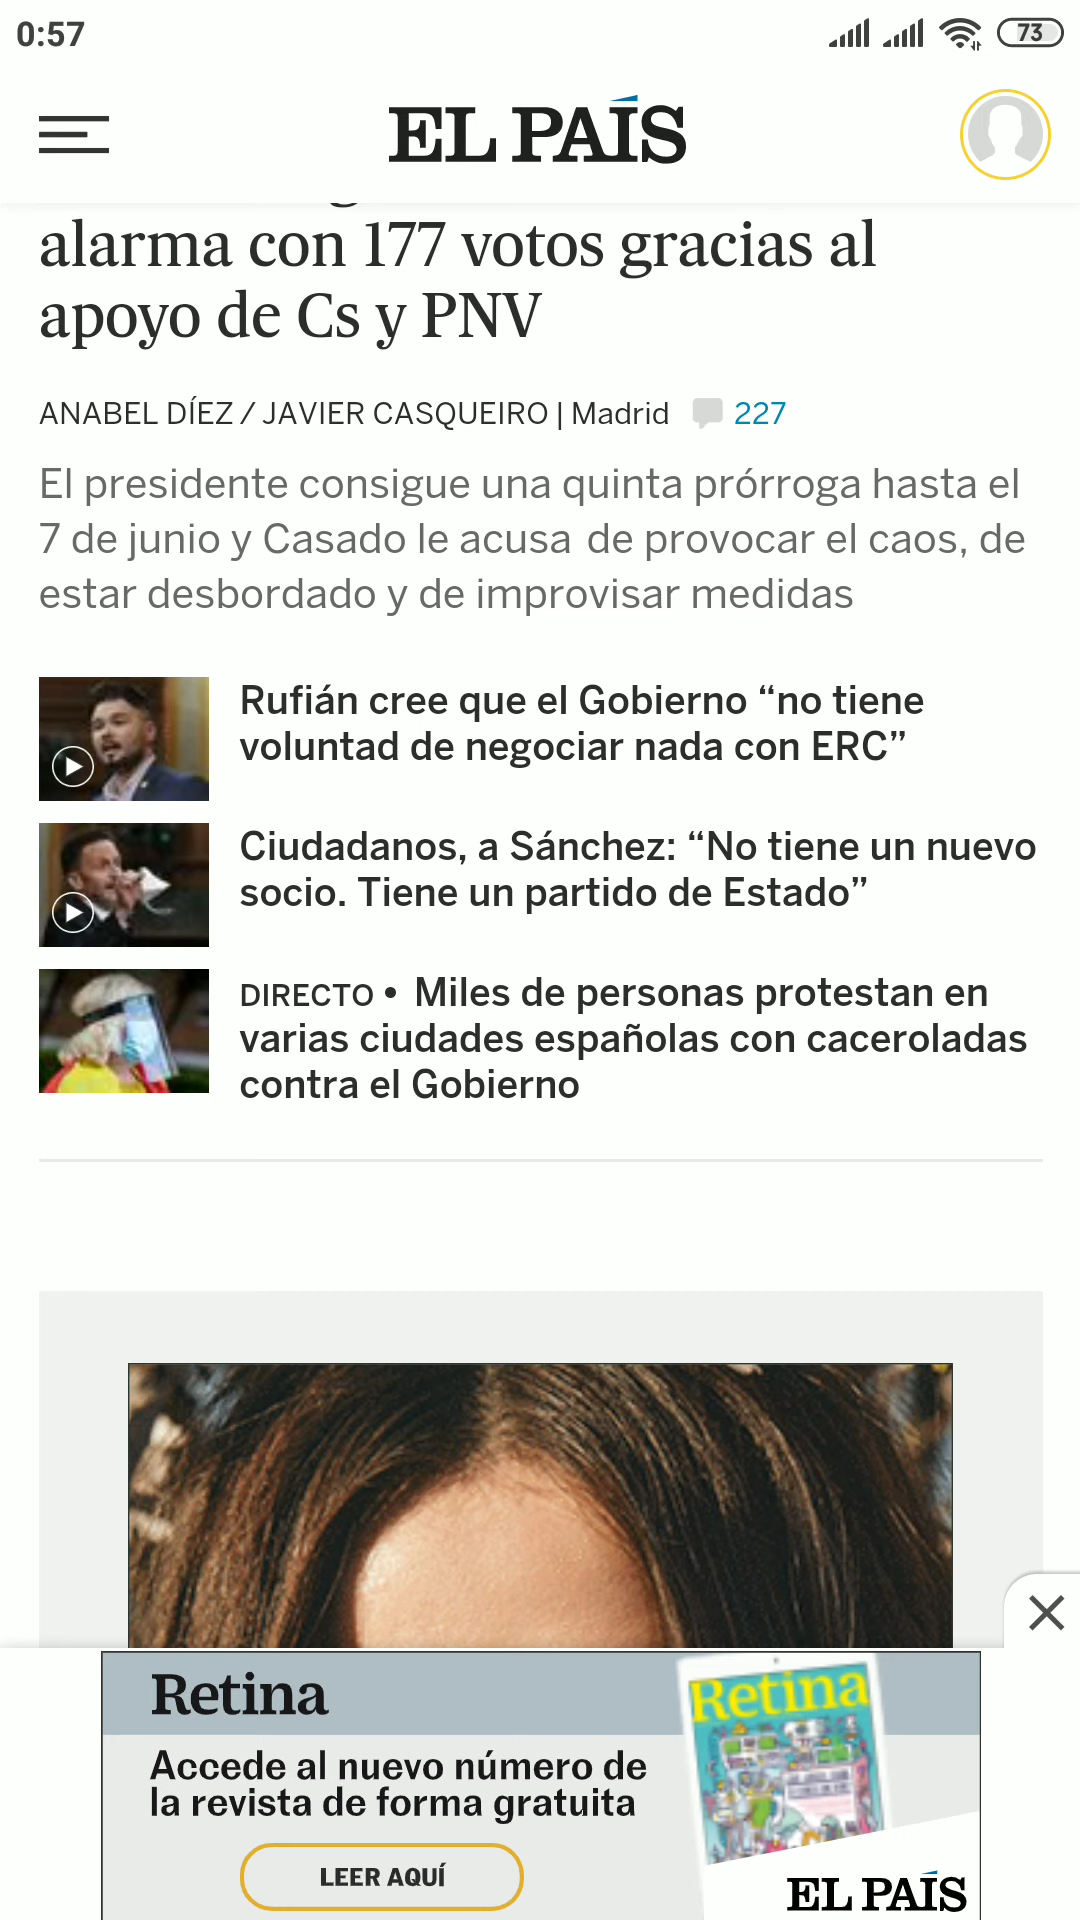 0:57
73
EL PAÍS
alarma con 177 votos gracias al
apoyo de Cs y PNV
ANABEL DÍEZ / JAVIER CASQUEIRO | Madrid 227
El presidente consigue una quinta prórroga hasta el
7 de junio y Casado le acusa de provocar el caos, de
estar desbordado y de improvisar medidas
Rufián cree que el Gobierno “no tiene
voluntad de negociar nada con ERC”
Ciudadanos, a Sánchez: “No tiene un nuevo
socio. Tiene un partido de Estado”
DIRECTO • Miles de personas protestan en
varias ciudades españolas con caceroladas
contra el Gobierno
Retina
Retina
Accede al nuevo número de
la revista de forma gratuita
LEER AQUÍ
EL PAÍS